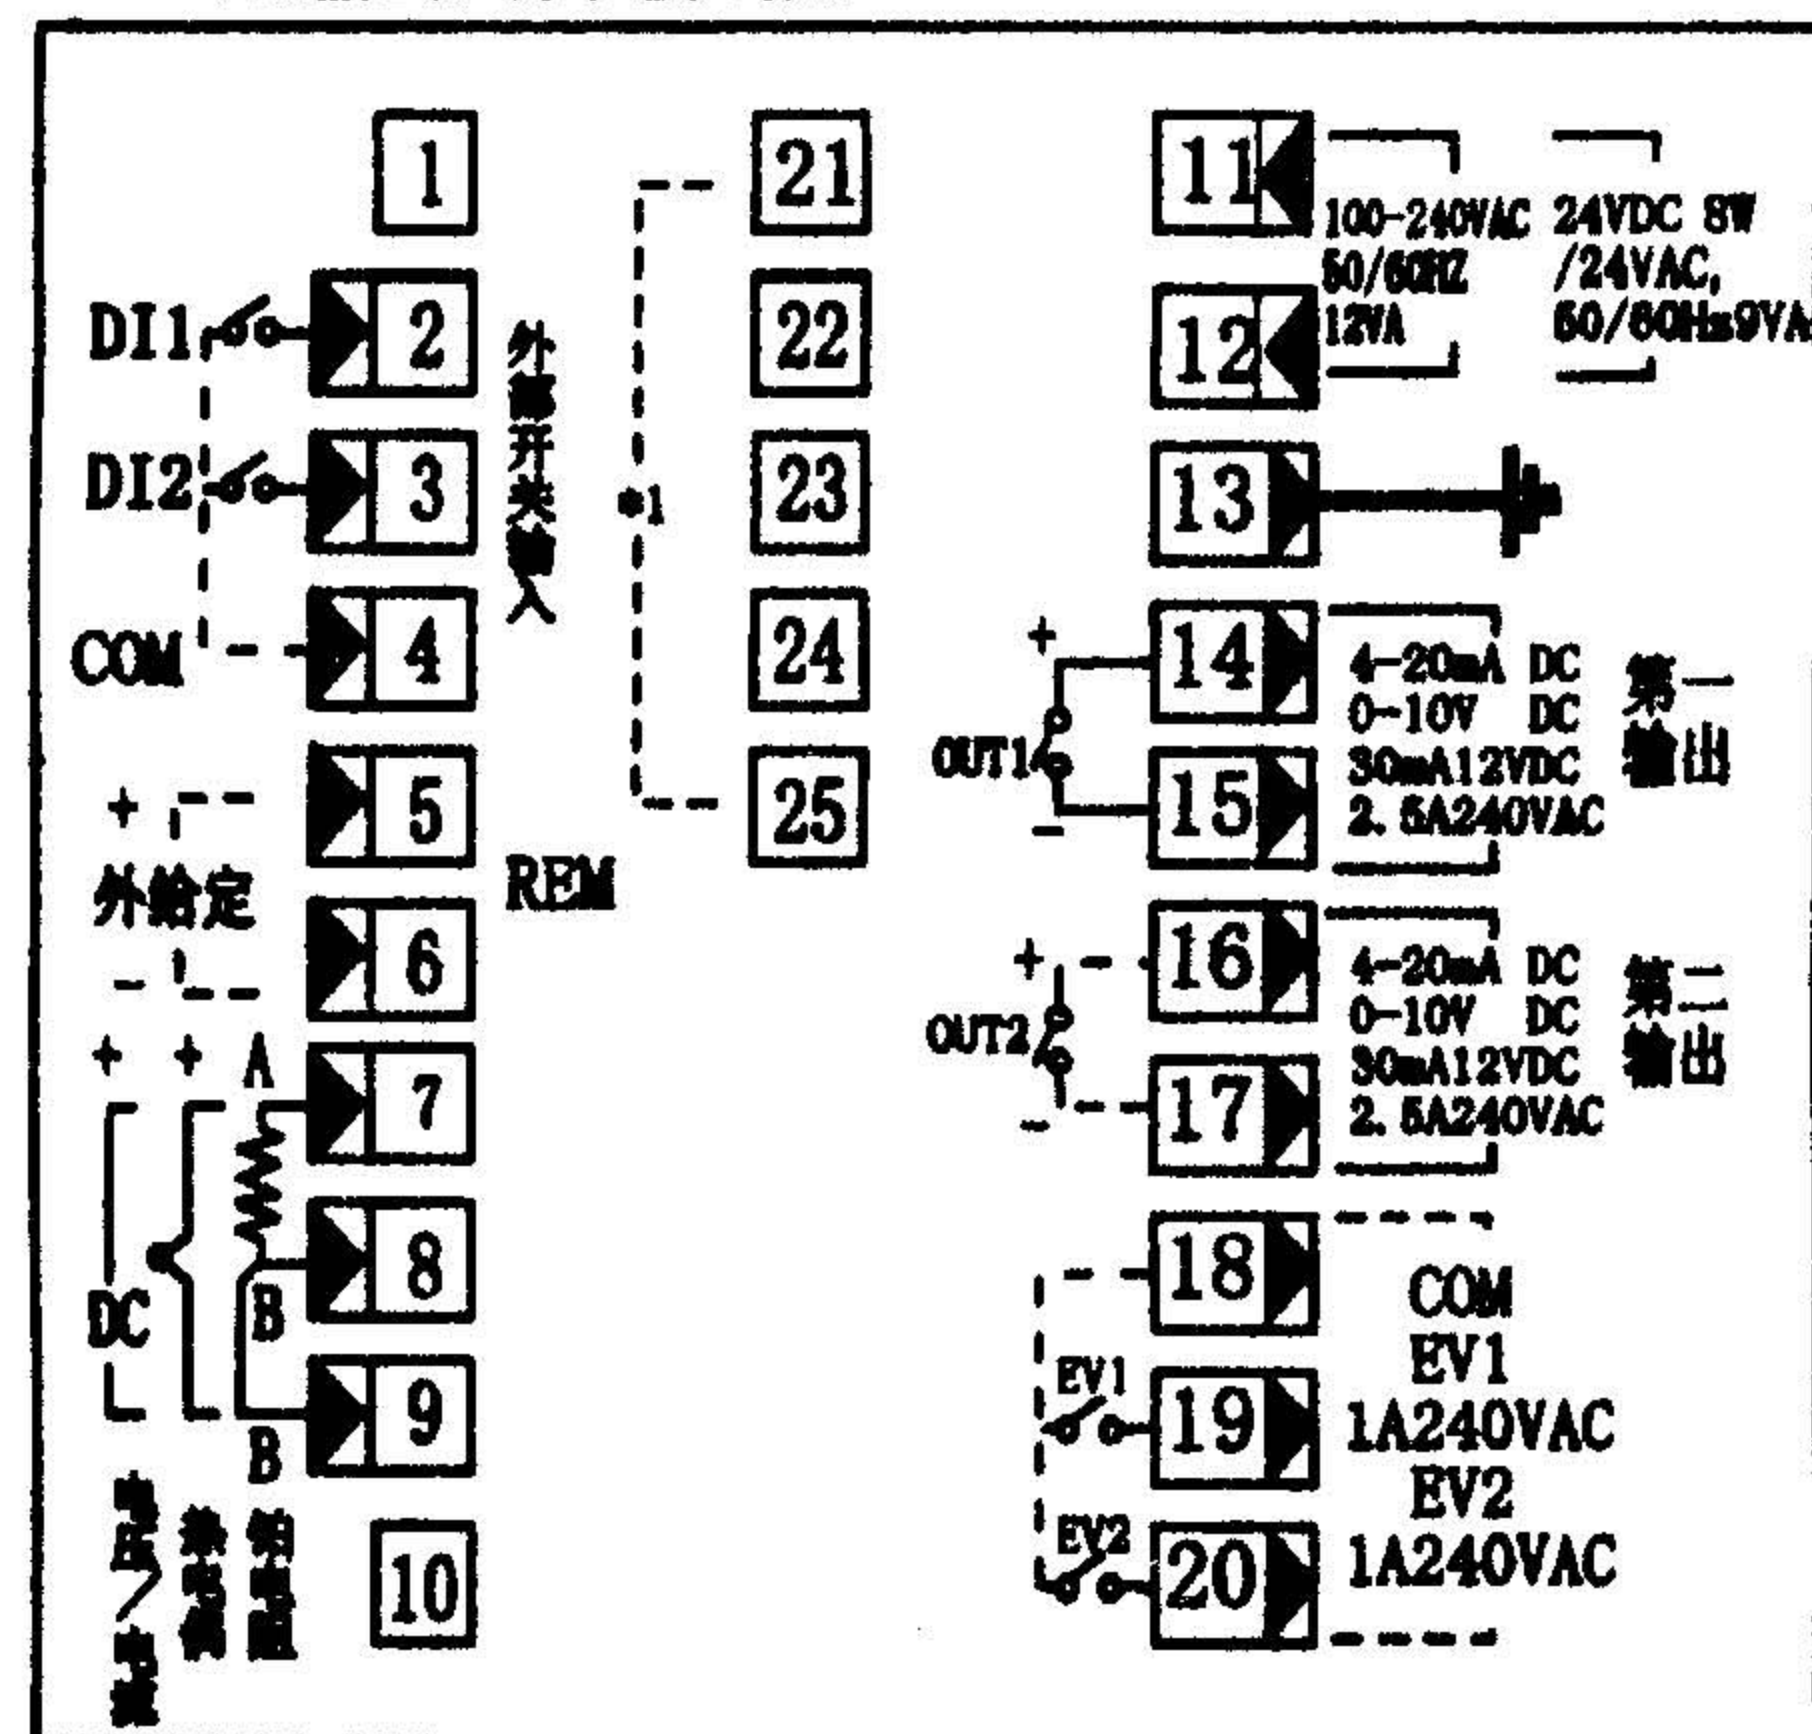 1
DI1
2
DI2
3
COM
4
外部开关输入
+
5
外给定
REM
-
6
+ + A
7
8
DC
B
9
B
电压/电流
热电偶
铂电阻
10
21
22
*1
23
24
25
11
12
100-240VAC
50/60HZ
12VA
24VDC 8W
/24VAC,
50/60Hz9VA
13
+
14
OUT1
15
-
4-20mA DC
0-10V DC
30mA12VDC
2.5A240VAC
第一
输出
+
16
OUT2
17
-
4-20mA DC
0-10V DC
30mA12VDC
2.5A240VAC
第二
输出
18
EV1
19
EV2
20
COM
EV1
1A240VAC
EV2
1A240VAC